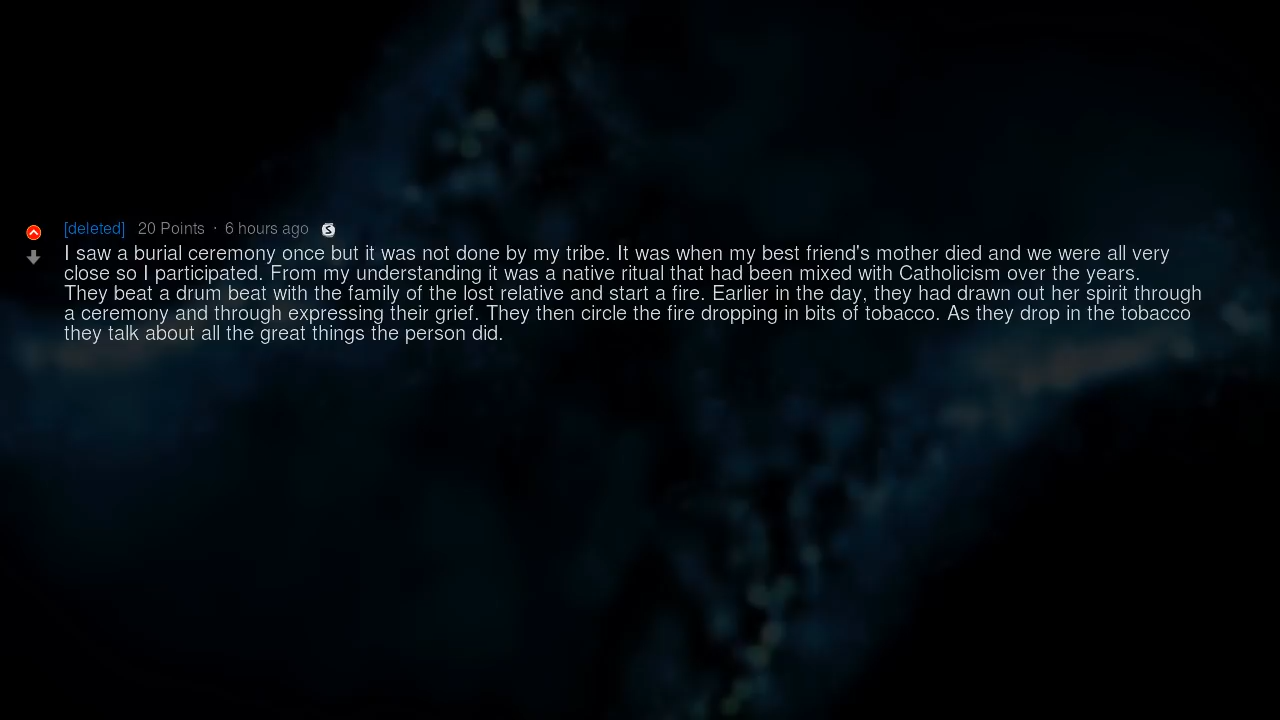 [deleted] 20 Points · 6 hours ago S
I saw a burial ceremony once but it was not done by my tribe. It was when my best friend's mother died and we were all very
close so I participated. From my understanding it was a native ritual that had been mixed with Catholicism over the years.
They beat a drum beat with the family of the lost relative and start a fire. Earlier in the day, they had drawn out her spirit through
a ceremony and through expressing their grief. They then circle the fire dropping in bits of tobacco. As they drop in the tobacco
they talk about all the great things the person did.